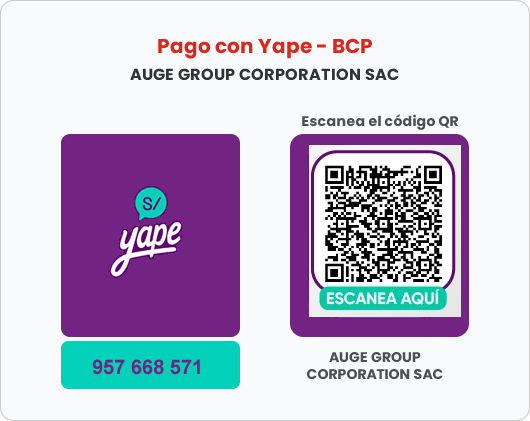 Pago con Yape - BCP
AUGE GROUP CORPORATION SAC
Escanea el código QR
S/
yape
ESCANEA AQUÍ
957 668 571
AUGE GROUP
CORPORATION SAC